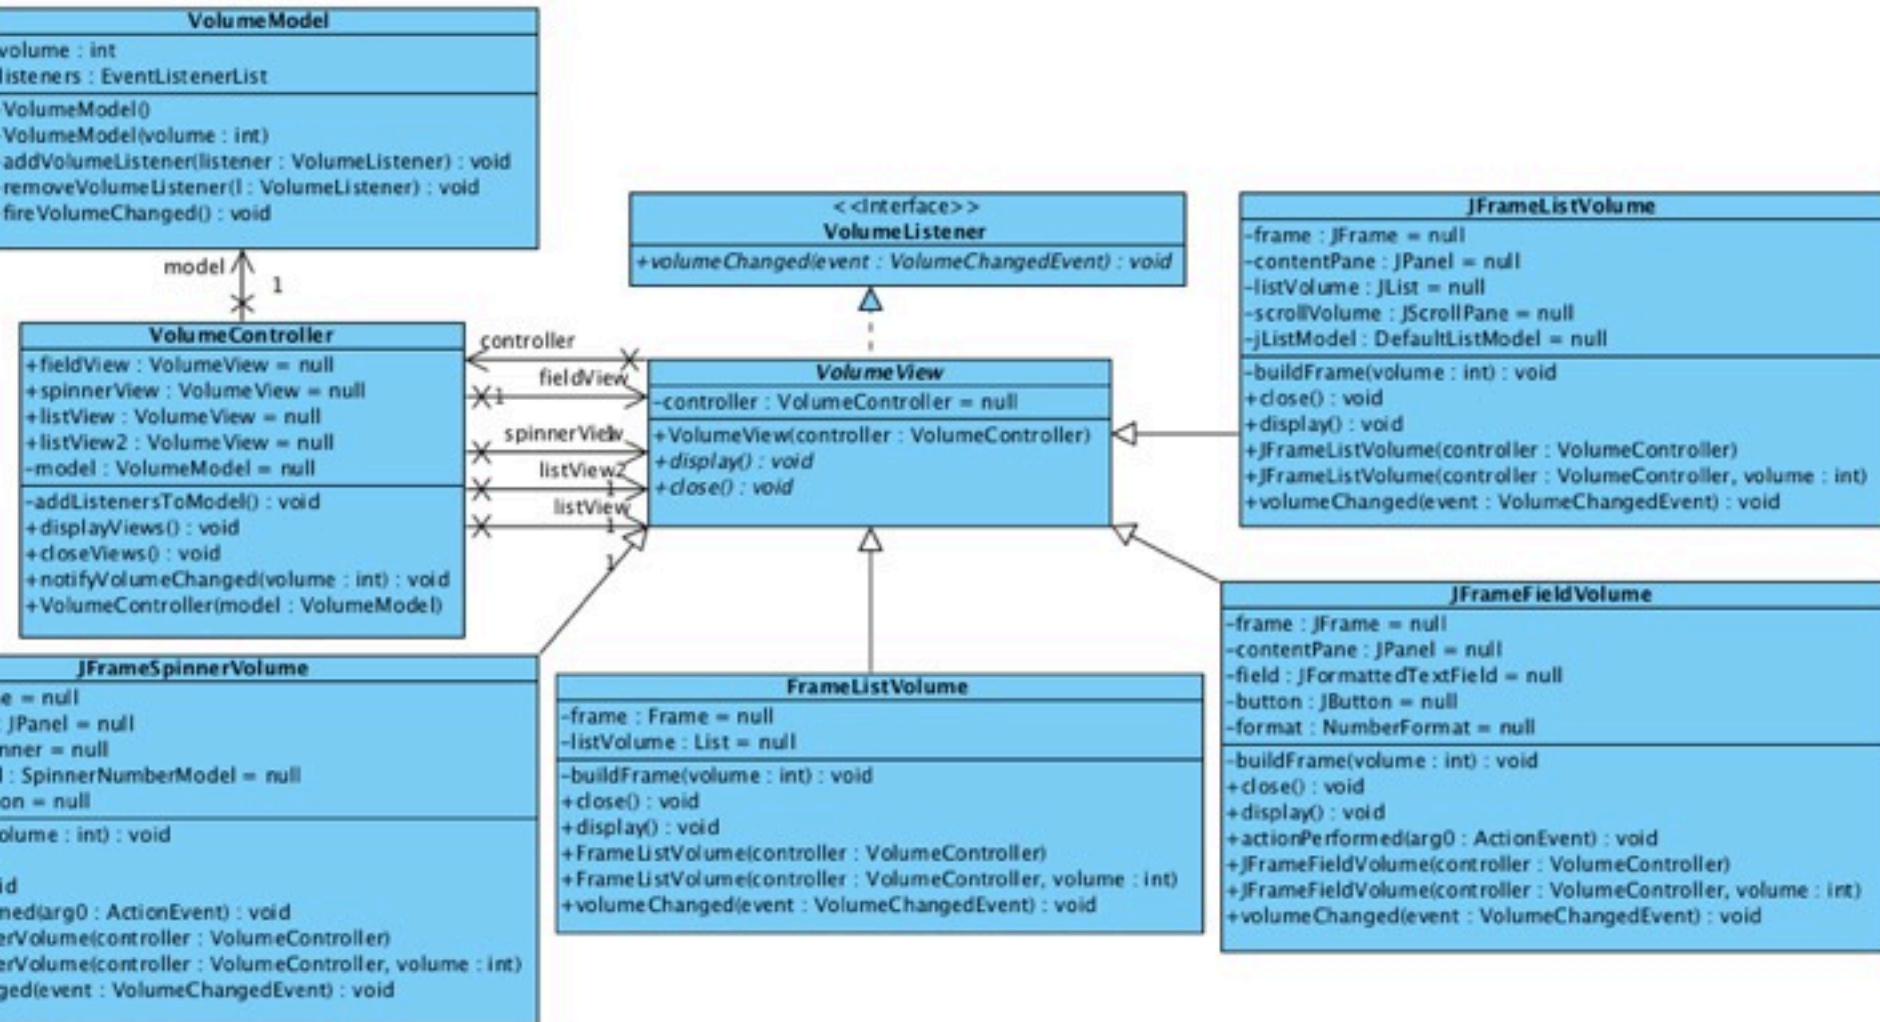 VolumeModel
volume : int
listeners : EventListenerList
-VolumeModel()
-VolumeModel(volume : int)
-addVolumeListener(listener : VolumeListener) : void
-removeVolumeListener(l : VolumeListener) : void
-fireVolumeChanged() : void
model
1
VolumeController
+fieldView : VolumeView = null
+spinnerView : VolumeView = null
+listView : VolumeView = null
+listView2 : VolumeView = null
-model : VolumeModel = null
-addListenersToModel() : void
+displayViews() : void
+closeViews() : void
+notifyVolumeChanged(volume : int) : void
+VolumeController(model : VolumeModel)
controller
fieldView
1
spinnerView
1
listView2
1
listView
1
1
<<Interface>>
VolumeListener
+volumeChanged(event : VolumeChangedEvent) : void
VolumeView
-controller : VolumeController = null
+VolumeView(controller : VolumeController)
+display() : void
+close() : void
JFrameListVolume
-frame : JFrame = null
-contentPane : JPanel = null
-listVolume : JList = null
-scrollVolume : JScrollPane = null
-jListModel : DefaultListModel = null
-buildFrame(volume : int) : void
+close() : void
+display() : void
+JFrameListVolume(controller : VolumeController)
+JFrameListVolume(controller : VolumeController, volume : int)
+volumeChanged(event : VolumeChangedEvent) : void
JFrameSpinnerVolume
e = null
: JPanel = null
nner = null
l : SpinnerNumberModel = null
on = null
olume : int) : void
id
med(arg0 : ActionEvent) : void
erVolume(controller : VolumeController)
erVolume(controller : VolumeController, volume : int)
ged(event : VolumeChangedEvent) : void
FrameListVolume
-frame : Frame = null
-listVolume : List = null
-buildFrame(volume : int) : void
+close() : void
+display() : void
+FrameListVolume(controller : VolumeController)
+FrameListVolume(controller : VolumeController, volume : int)
+volumeChanged(event : VolumeChangedEvent) : void
JFrameFieldVolume
-frame : JFrame = null
-contentPane : JPanel = null
-field : JFormattedTextField = null
-button : JButton = null
-format : NumberFormat = null
-buildFrame(volume : int) : void
+close() : void
+display() : void
+actionPerformed(arg0 : ActionEvent) : void
+JFrameFieldVolume(controller : VolumeController)
+JFrameFieldVolume(controller : VolumeController, volume : int)
+volumeChanged(event : VolumeChangedEvent) : void